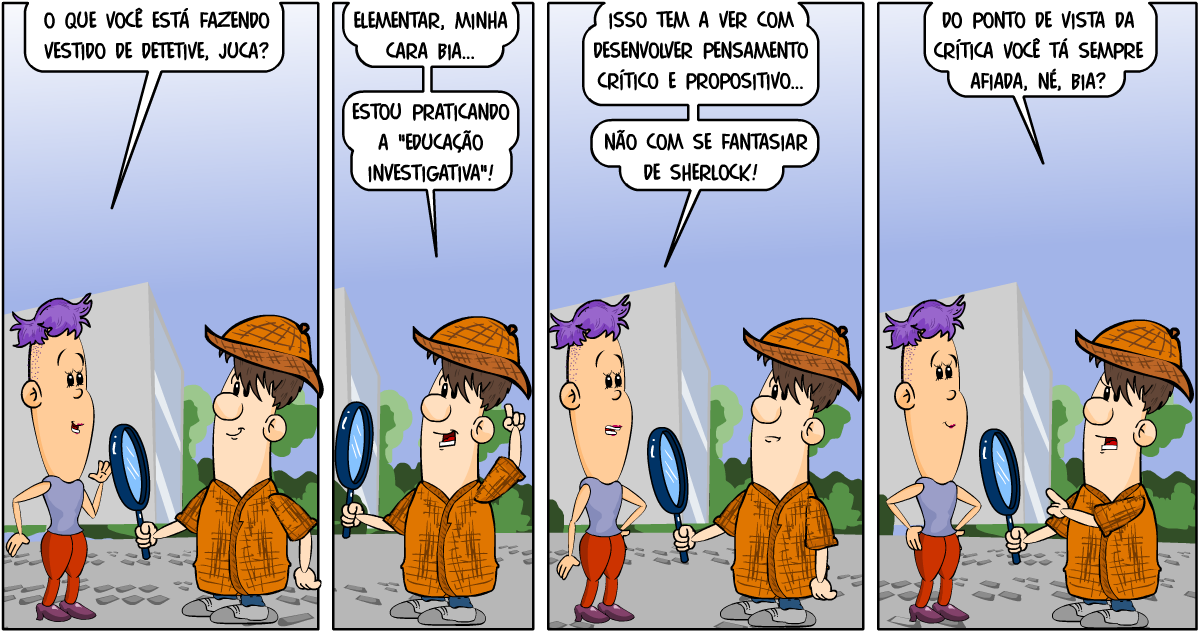 O QUE VOCÊ ESTÁ FAZENDO
VESTIDO DE DETETIVE, JUCA?
ELEMENTAR, MINHA
CARA BIA...
ESTOU PRATICANDO
A "EDUCAÇÃO
INVESTIGATIVA"!
ISSO TEM A VER COM
DESENVOLVER PENSAMENTO
CRÍTICO E PROPOSITIVO...
NÃO COM SE FANTASIAR
DE SHERLOCK!
DO PONTO DE VISTA DA
CRÍTICA VOCÊ TÁ SEMPRE
AFIADA, NÉ, BIA?